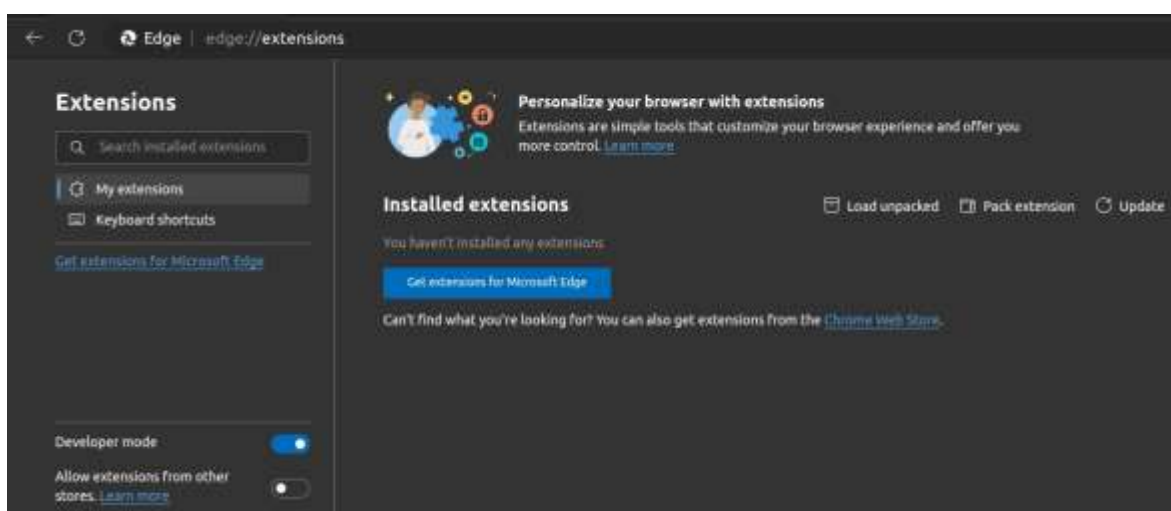 Edge | edge://extensions
Extensions
Search installed extensions
My extensions
Keyboard shortcuts
Get extensions for Microsoft Edge
Developer mode
Allow extensions from other
stores. Learn more
Personalize your browser with extensions
Extensions are simple tools that customize your browser experience and offer you
more control. Learn more
Installed extensions
Load unpacked
Pack extension
Update
You haven't installed any extensions
Get extensions for Microsoft Edge
Can't find what you're looking for? You can also get extensions from the Chrome Web Store.